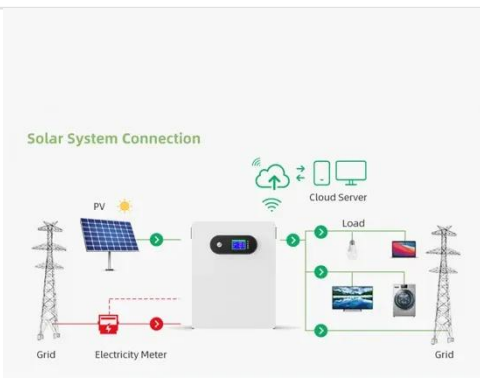 Solar System Connection
Cloud Server
PV
Load
Grid
Electricity Meter
Grid